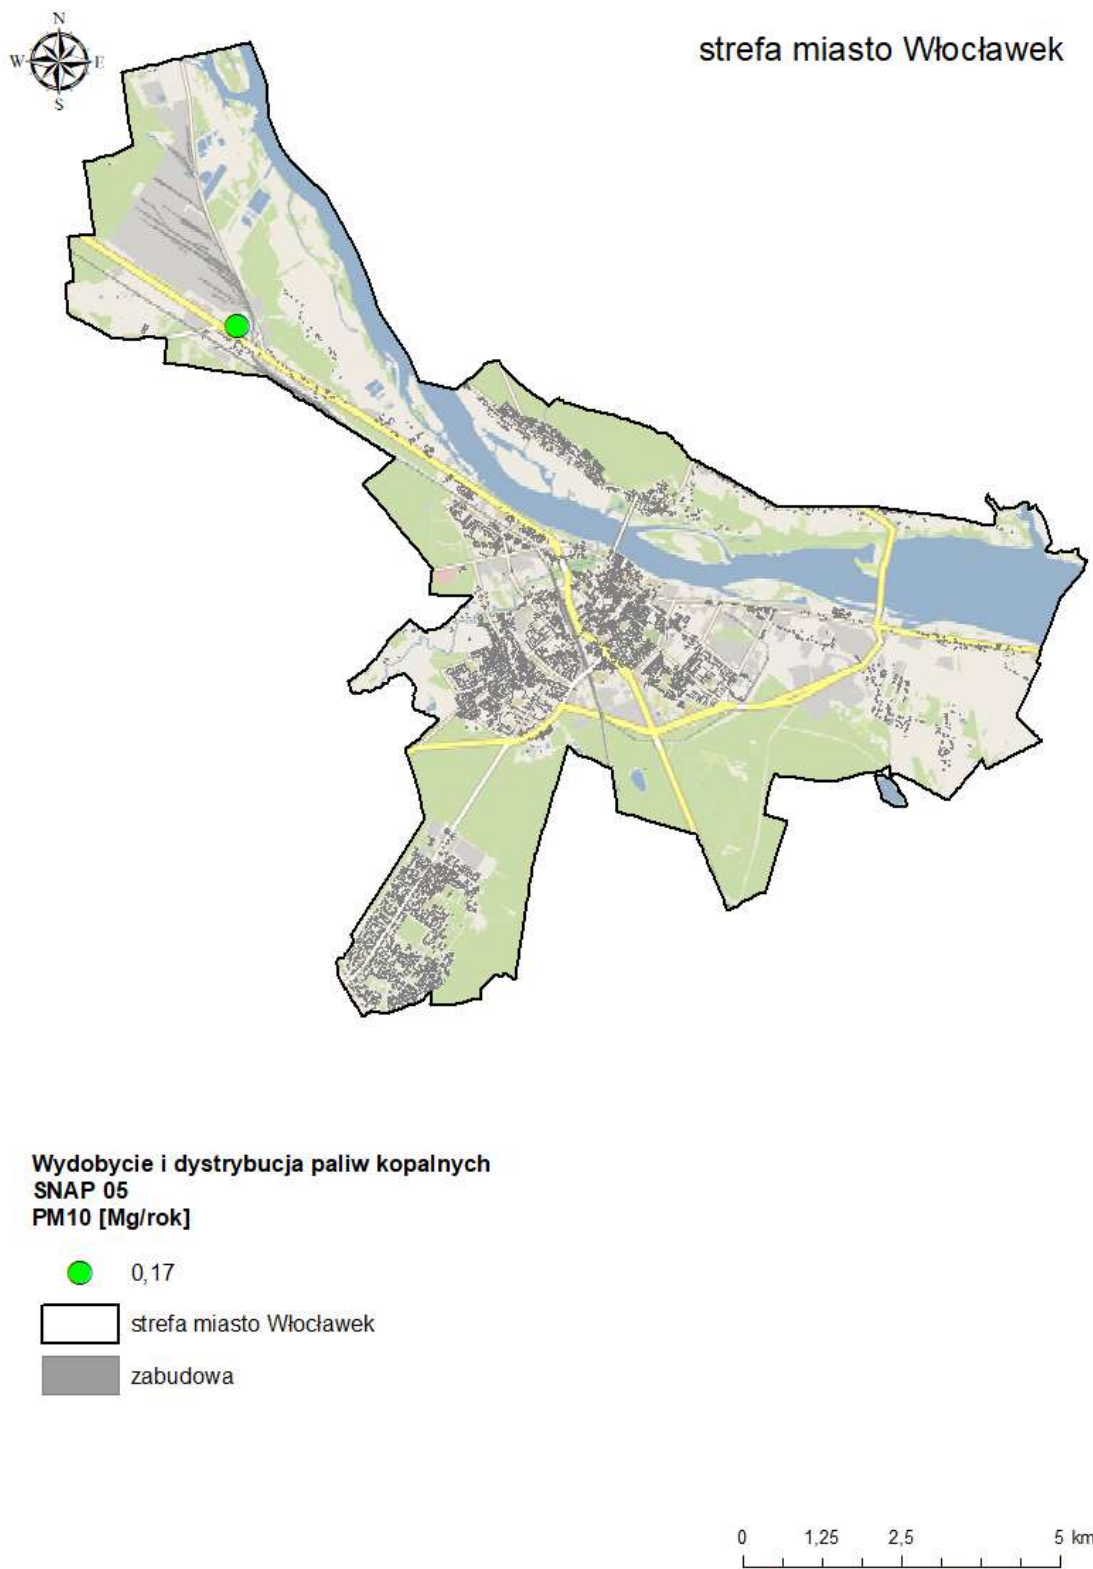 N
strefa miasto Włocławek
W E
S
Wydobycie i dystrybucja paliw kopalnych
SNAP 05
PM10 [Mg/rok]
0,17
strefa miasto Włocławek
zabudowa
0 1,25 2,5 5 km